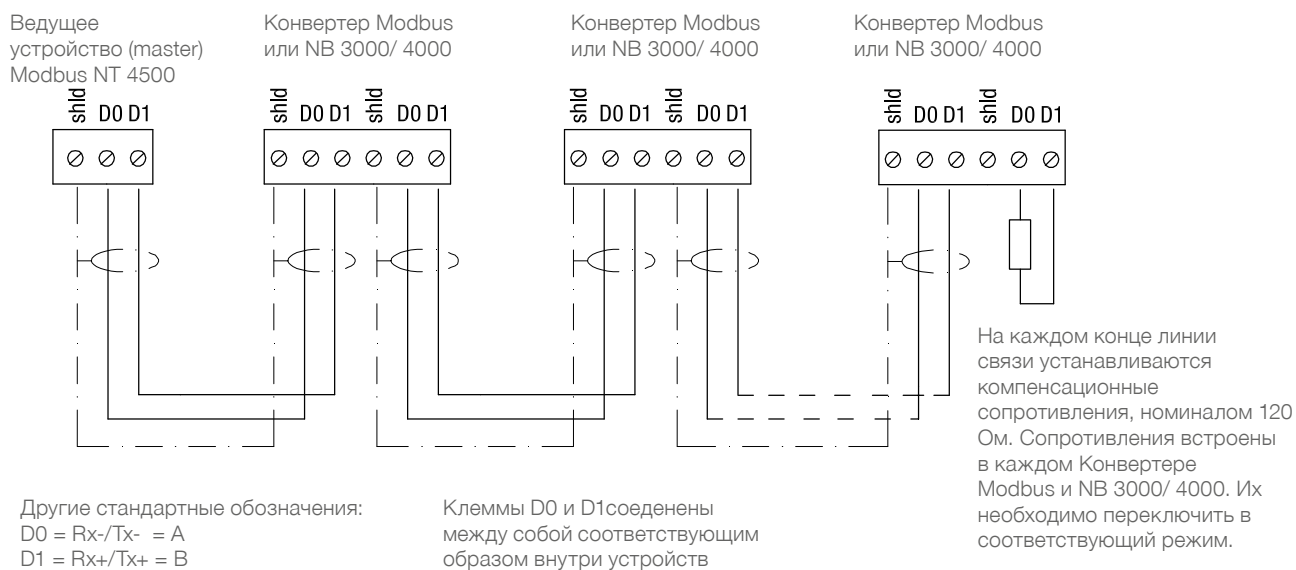 Ведущее
устройство (master)
Modbus NT 4500
Конвертер Modbus
или NB 3000/ 4000
Конвертер Modbus
или NB 3000/ 4000
Конвертер Modbus
или NB 3000/ 4000
shld D0 D1
shld D0 D1 shld D0 D1
shld D0 D1 shld D0 D1
shld D0 D1 shld D0 D1
На каждом конце линии
связи устанавливаются
компенсационные
сопротивления, номиналом 120
Ом. Сопротивления встроены
в каждом Конвертере
Modbus и NB 3000/ 4000. Их
необходимо переключить в
соответствующий режим.
Другие стандартные обозначения:
D0 = Rx-/Tx- = A
D1 = Rx+/Tx+ = B
Клеммы D0 и D1соеденены
между собой соответствующим
образом внутри устройств